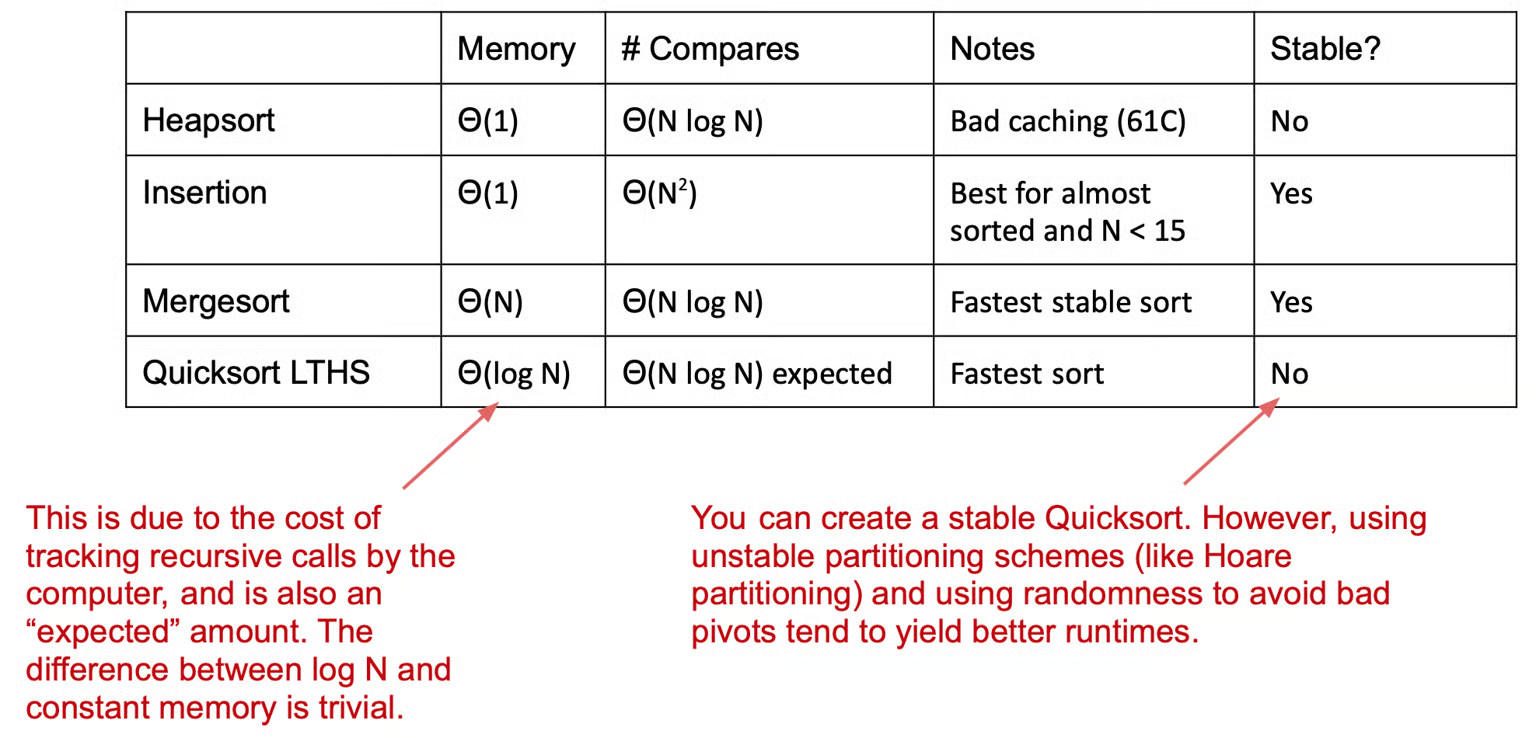 Memory # Compares Notes Stable?
Heapsort Θ(1) Θ(N log N) Bad caching (61C) No
Insertion Θ(1) Θ(N²) Best for almost Yes
sorted and N < 15
Mergesort Θ(N) Θ(N log N) Fastest stable sort Yes
Quicksort LTHS Θ(log N) Θ(N log N) expected Fastest sort No
This is due to the cost of
tracking recursive calls by the
computer, and is also an
“expected” amount. The
difference between log N and
constant memory is trivial.
You can create a stable Quicksort. However, using
unstable partitioning schemes (like Hoare
partitioning) and using randomness to avoid bad
pivots tend to yield better runtimes.